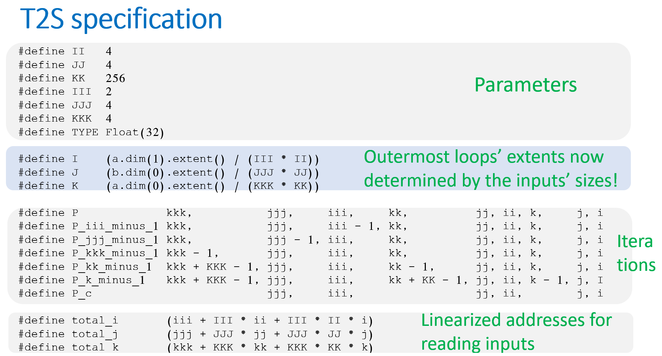 T2S specification
#define II 4
#define JJ 4
#define KK 256
#define III 2
#define JJJ 4
#define KKK 4
#define TYPE Float(32)
Parameters
#define I (a.dim(1).extent() / (III * II))
#define J (b.dim(0).extent() / (JJJ * JJ))
#define K (a.dim(0).extent() / (KKK * KK))
Outermost loops' extents now
determined by the inputs' sizes!
#define P kkk, jjj, iii, kk, jj, ii, k, j, i
#define P_iii_minus_1 kkk, jjj, iii - 1, kk, jj, ii, k, j, i
#define P_jjj_minus_1 kkk, jjj - 1, iii, kk, jj, ii, k, j, i
#define P_kkk_minus_1 kkk - 1, jjj, iii, kk, jj, ii, k, j, i
#define P_kk_minus_1 kkk + KKK - 1, jjj, iii, kk - 1, jj, ii, k, j, i
#define P_k_minus_1 kkk + KKK - 1, jjj, iii, kk + KK - 1, jj, ii, k - 1, j, I
#define P_c jjj, iii, jj, ii, j, i
Itera
tions
#define total_i (iii + III * ii + III * II * i)
#define total_j (jjj + JJJ * jj + JJJ * JJ * j)
#define total_k (kkk + KKK * kk + KKK * KK * k)
Linearized addresses for
reading inputs